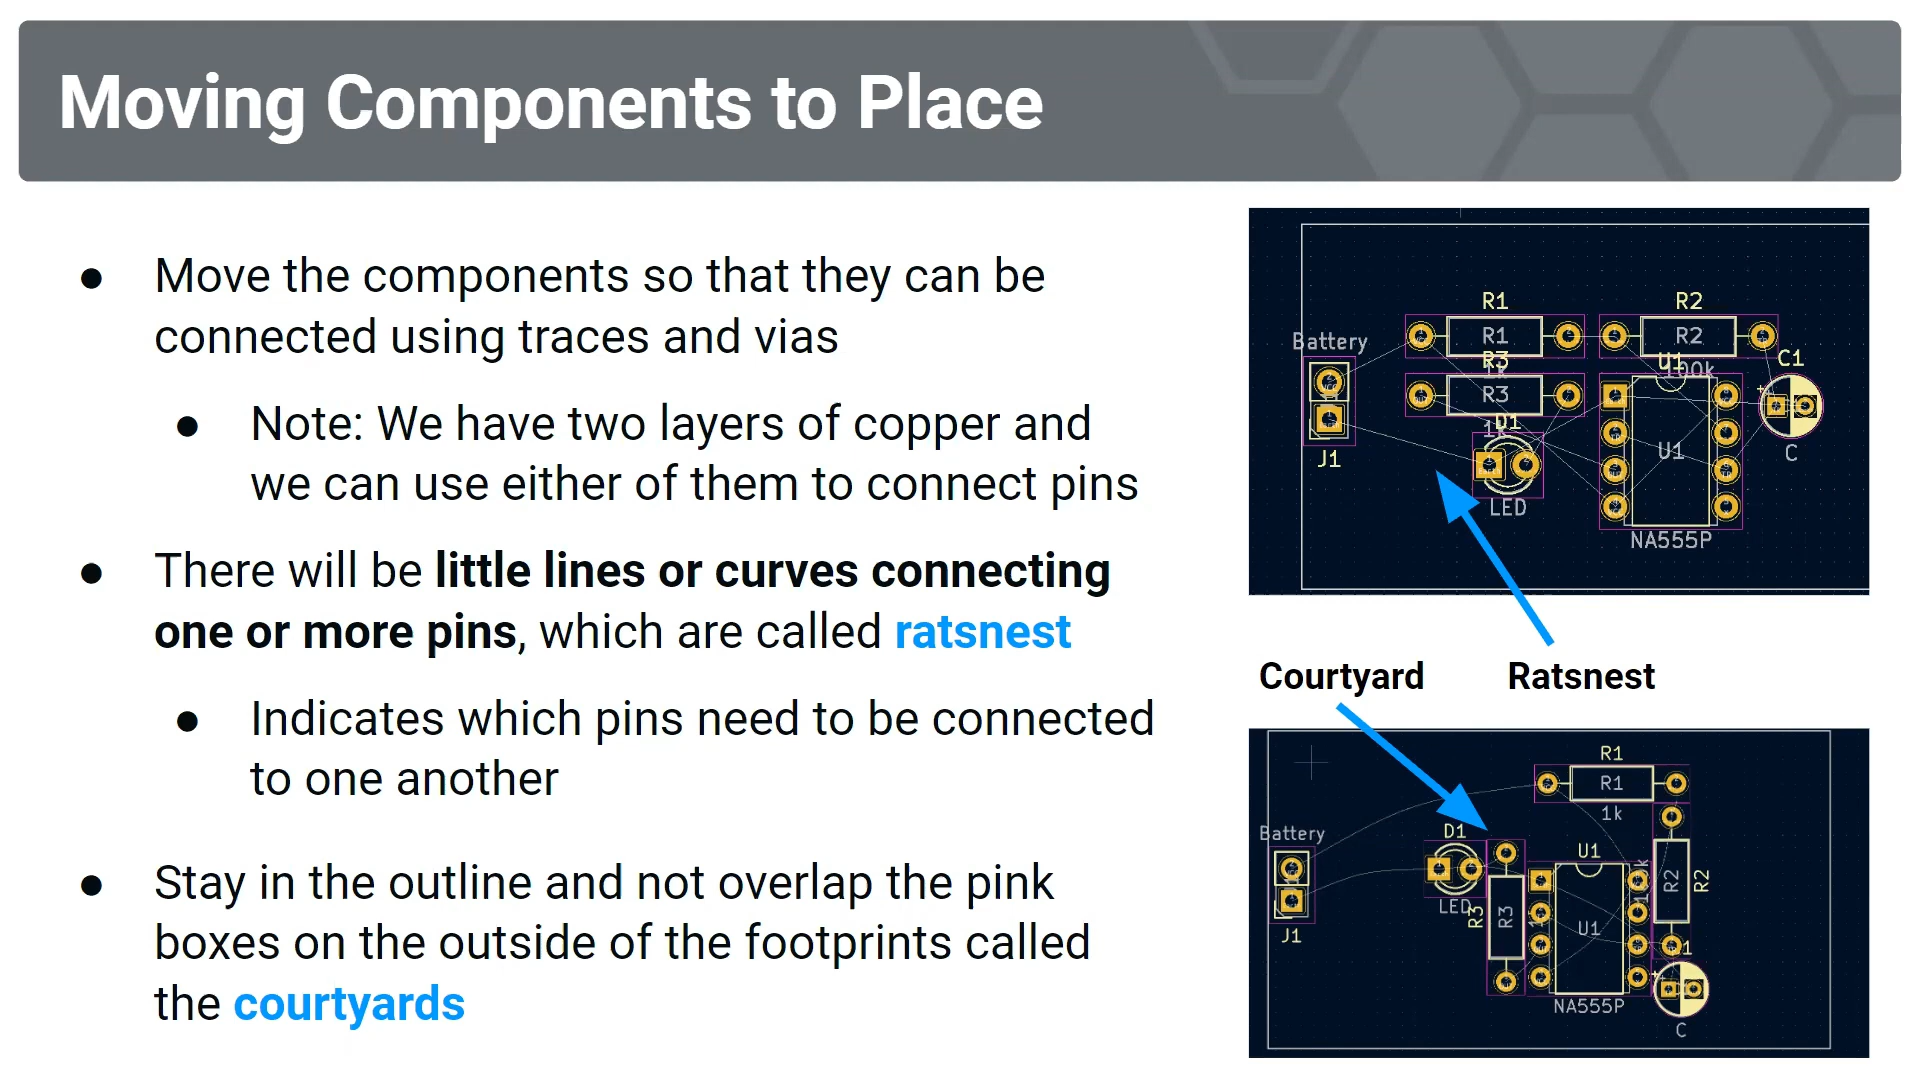 Moving Components to Place
● Move the components so that they can be
connected using traces and vias
● Note: We have two layers of copper and
we can use either of them to connect pins
● There will be little lines or curves connecting
one or more pins, which are called ratsnest
● Indicates which pins need to be connected
to one another
● Stay in the outline and not overlap the pink
boxes on the outside of the footprints called
the courtyards
R1
R2
Battery
R1
R2
R3
U1
100k
C1
R3
D1
U1
J1
C
LED
NA555P
Courtyard
Ratsnest
R1
R1
1k
Battery
D1
U1
R2
R2
LED
R3
R3
U1
J1
NA555P
C